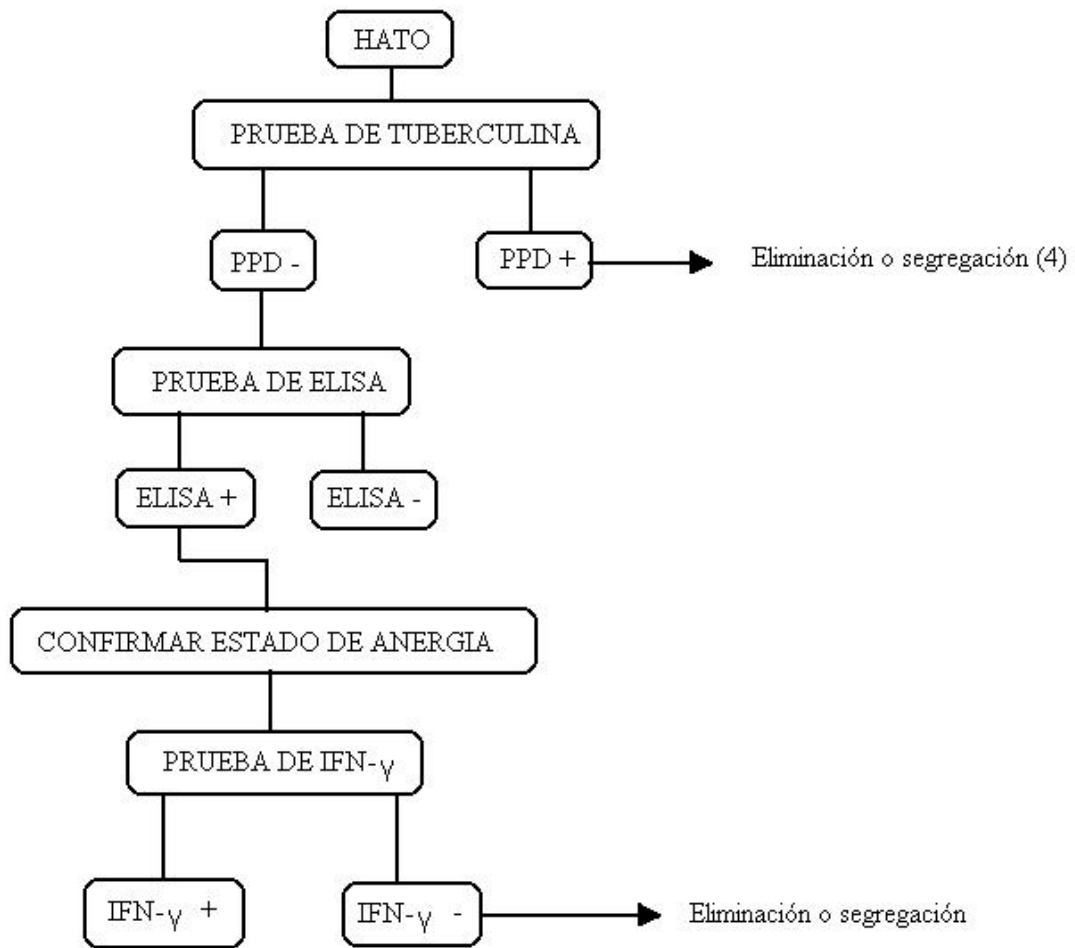 HATO
PRUEBA DE TUBERCULINA
PPD -
PPD +
Eliminación o segregación (4)
PRUEBA DE ELISA
ELISA +
ELISA -
CONFIRMAR ESTADO DE ANERGIA
PRUEBA DE IFN-γ
IFN-γ +
IFN-γ -
Eliminación o segregación